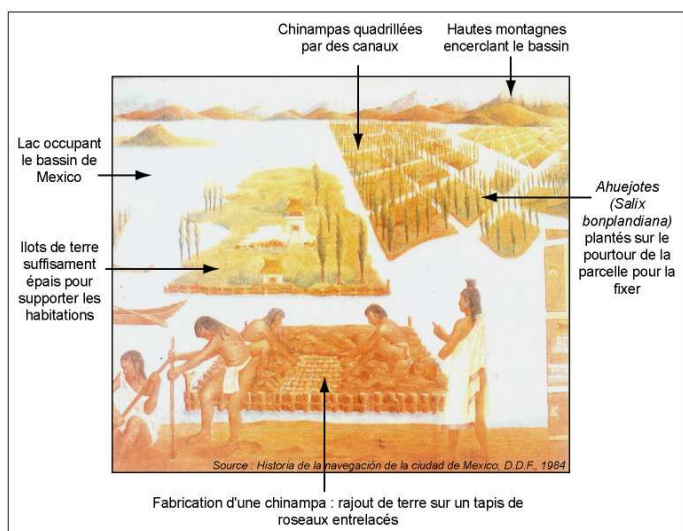 Chinampas quadrillées
par des canaux
Hautes montagnes
encerclant le bassin
Lac occupant
le bassin de
Mexico
Ahuejotes
(Salix
bonplandiana)
plantés sur le
pourtour de la
parcelle pour la
fixer
Ilots de terre
suffisament
épais pour
supporter les
habitations
Source : Historia de la navegación de la ciudad de Mexico, D.D.F., 1984
Fabrication d'une chinampa : rajout de terre sur un tapis de
roseaux entrelacés